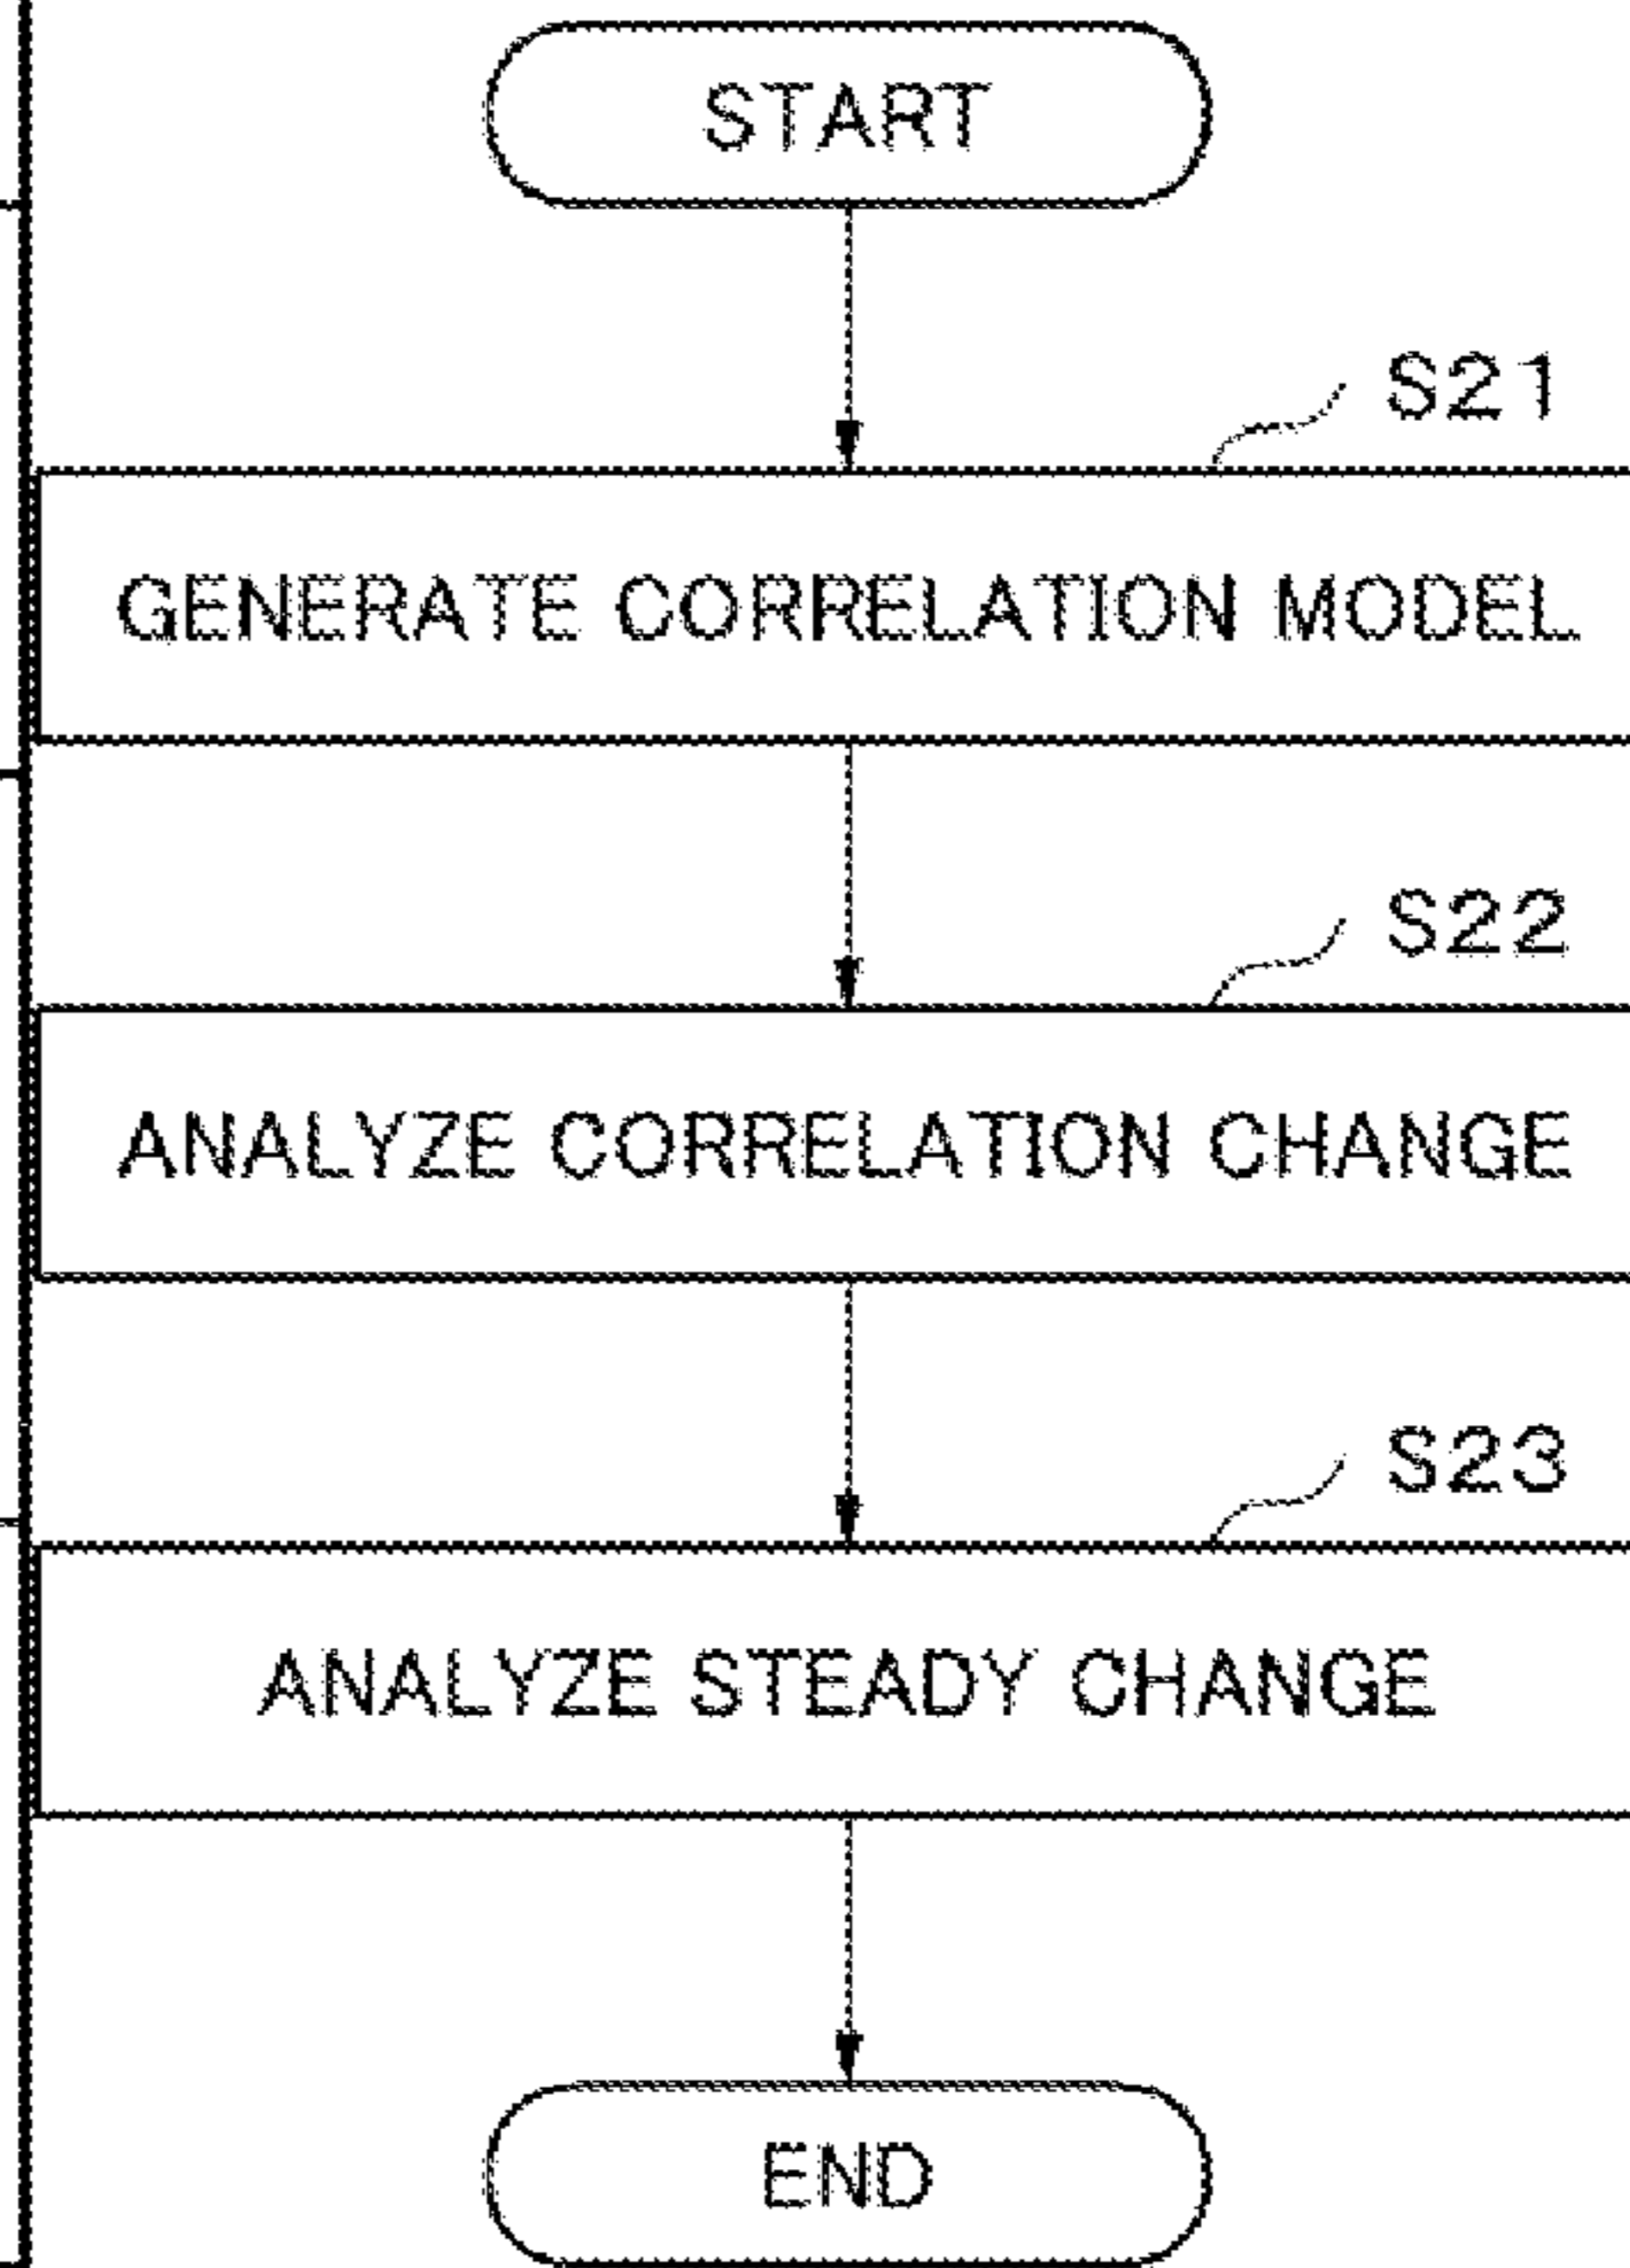 START
S21
GENERATE CORRELATION MODEL
S22
ANALYZE CORRELATION CHANGE
S23
ANALYZE STEADY CHANGE
END